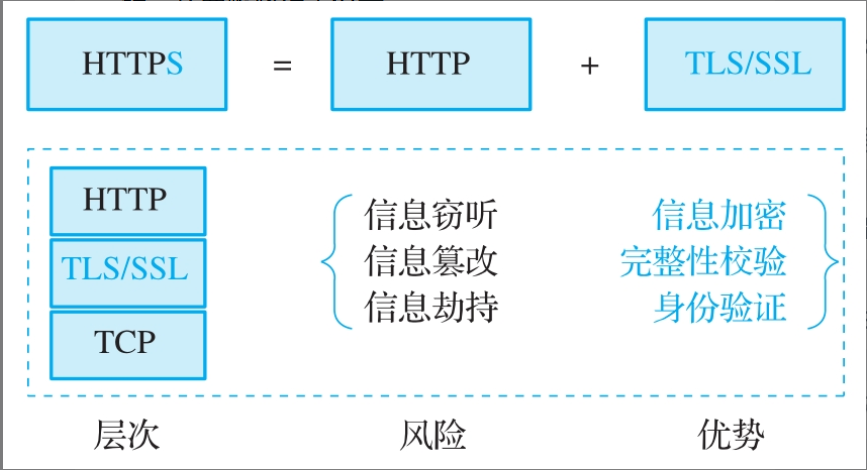 HTTPS = HTTP + TLS/SSL
HTTP
TLS/SSL
TCP
信息窃听
信息篡改
信息劫持
信息加密
完整性校验
身份验证
层次
风险
优势